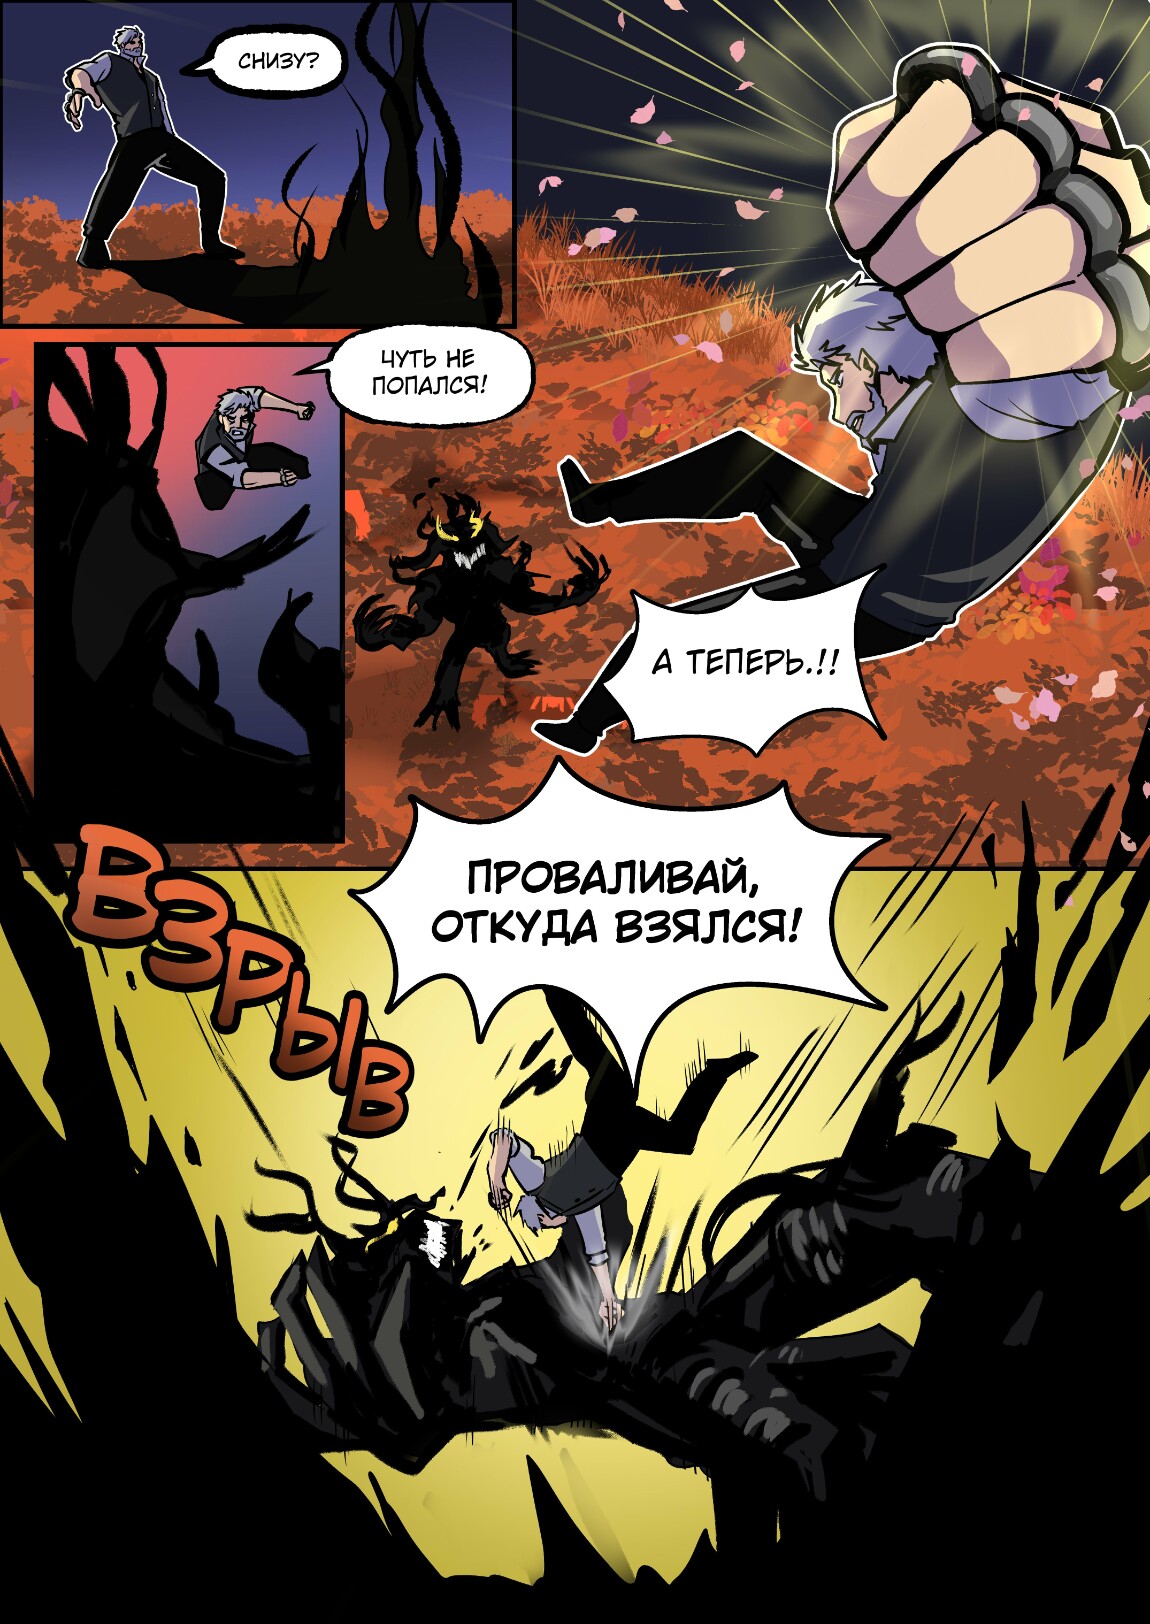 СНИЗУ?
ЧУТЬ НЕ
ПОПАЛСЯ!
А ТЕПЕРЬ.!!
ПРОВАЛИВАЙ,
ОТКУДА ВЗЯЛСЯ!
ВЗРЫВ